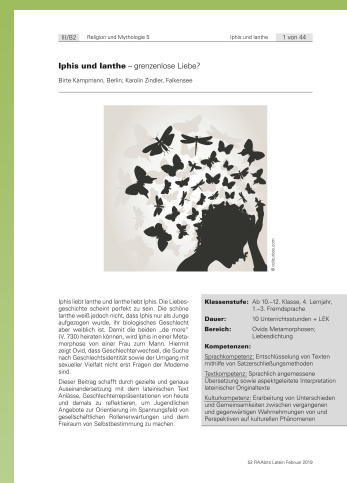 III/B2 Religion und Mythologie 5 Iphis und Ianthe 1 von 44
Iphis und Ianthe – grenzenlose Liebe?
Birte Kampmann, Berlin; Karolin Zindler, Falkensee
© colourbox.com
Iphis liebt Ianthe und Ianthe liebt Iphis. Die Liebes-
geschichte scheint perfekt zu sein. Die schöne
Ianthe weiß jedoch nicht, dass Iphis nur als Junge
aufgezogen wurde, ihr biologisches Geschlecht
aber weiblich ist. Damit die beiden „de more“
(V. 730) heiraten können, wird Iphis in einer Meta-
morphose von einer Frau zum Mann. Hiermit
zeigt Ovid, dass Geschlechterwechsel, die Suche
nach Geschlechtsidentität sowie der Umgang mit
sexueller Vielfalt nicht erst Fragen der Moderne
sind.
Dieser Beitrag schafft durch gezielte und genaue
Auseinandersetzung mit dem lateinischen Text
Anlässe, Geschlechterrepräsentationen von heute
und damals zu reflektieren, um Jugendlichen
Angebote zur Orientierung im Spannungsfeld von
gesellschaftlichen Rollenerwartungen und dem
Freiraum von Selbstbestimmung zu machen.
Klassenstufe: Ab 10.–12. Klasse, 4. Lernjahr,
1.–3. Fremdsprache
Dauer: 10 Unterrichtsstunden + LEK
Bereich: Ovids Metamorphosen;
Liebesdichtung
Kompetenzen:
Sprachkompetenz: Entschlüsselung von Texten
mithilfe von Satzerschließungsmethoden
Textkompetenz: Sprachlich angemessene
Übersetzung sowie aspektgeleitete Interpretation
lateinischer Originaltexte
Kulturkompetenz: Erarbeitung von Unterschieden
und Gemeinsamkeiten zwischen vergangenen
und gegenwärtigen Wahrnehmungen von und
Perspektiven auf kulturellen Phänomenen
52 RAAbits Latein Februar 2019